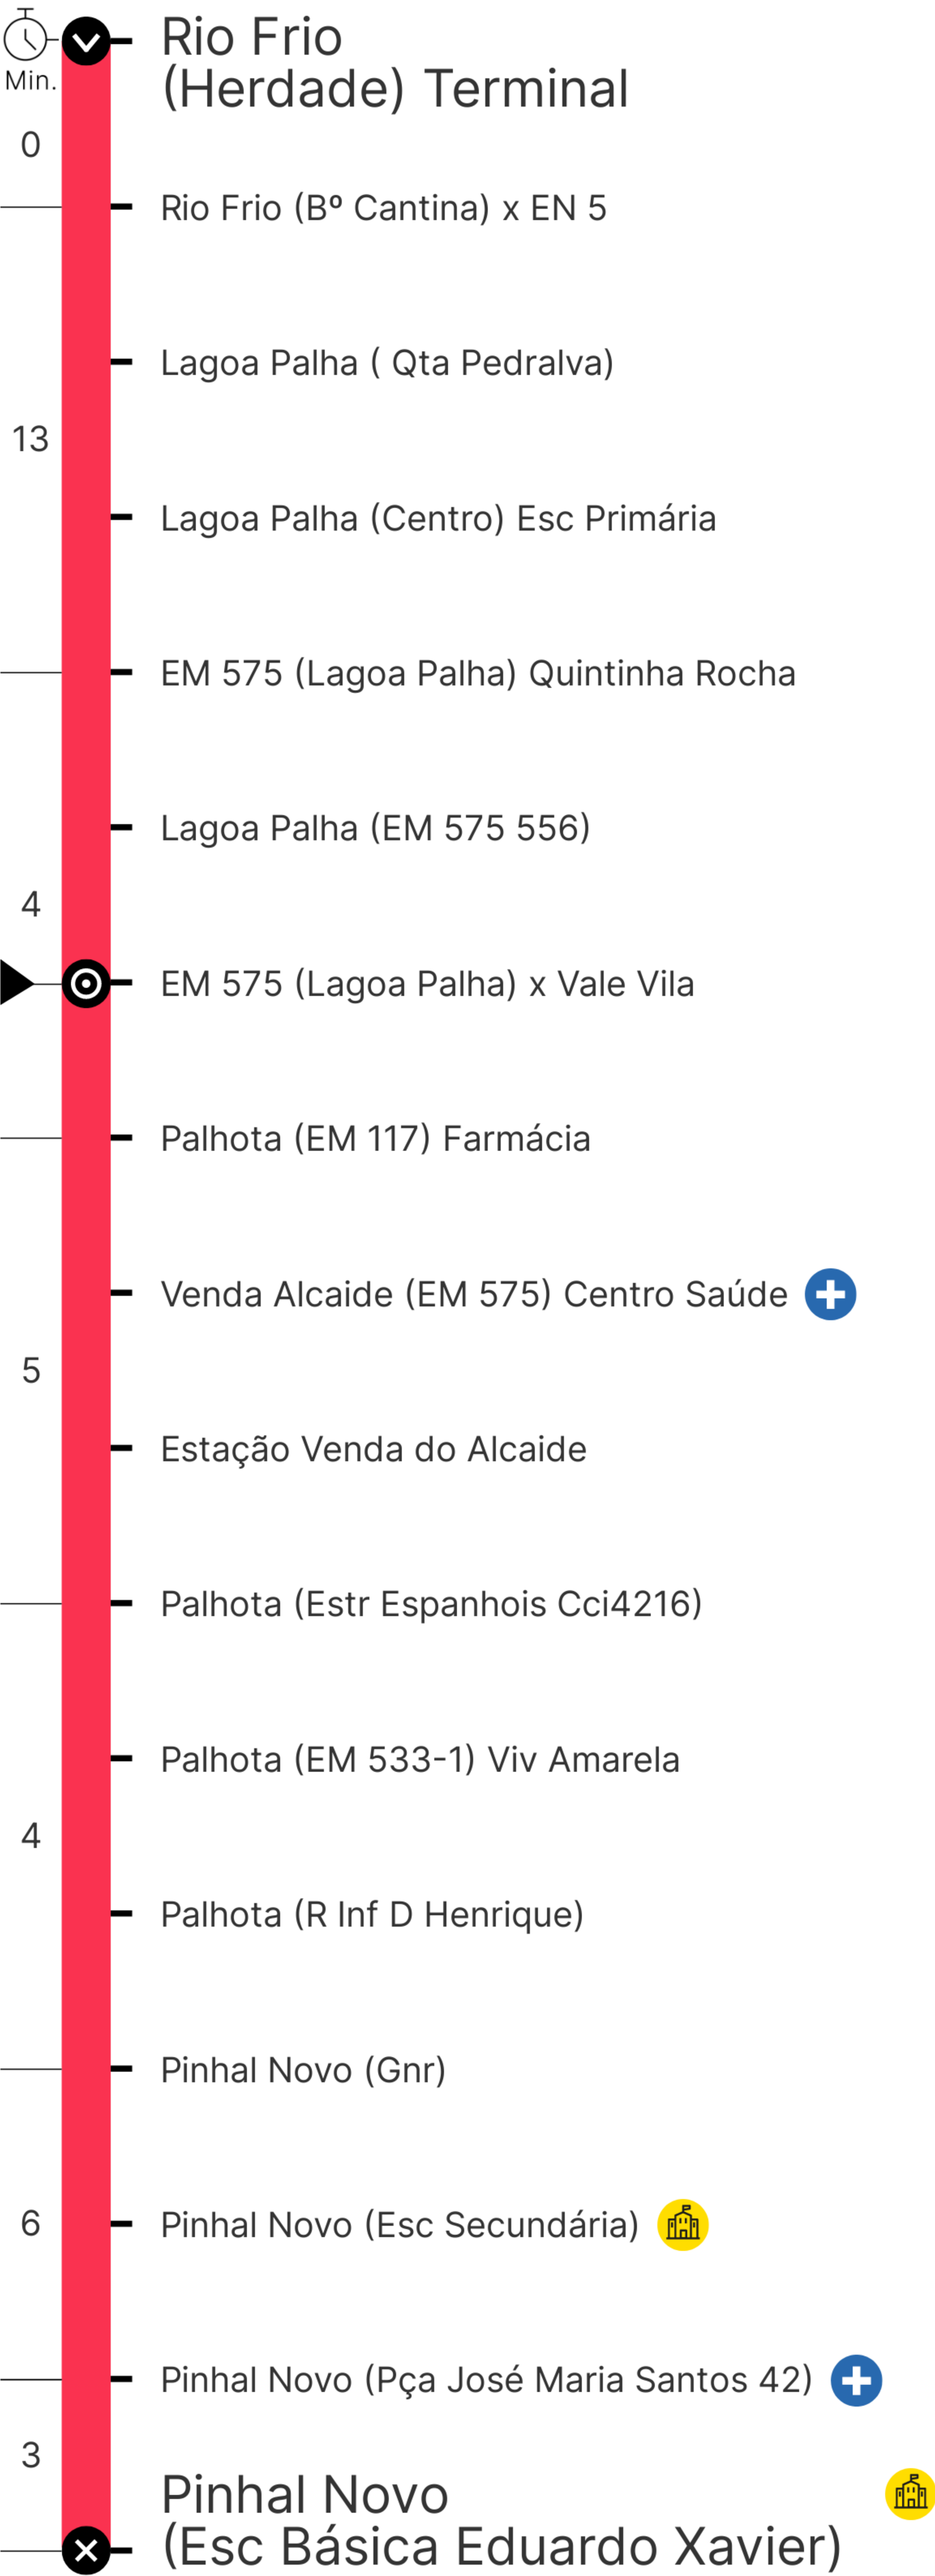 Rio Frio
(Herdade) Terminal
Min.
0
Rio Frio (Bº Cantina) x EN 5
Lagoa Palha ( Qta Pedralva)
13
Lagoa Palha (Centro) Esc Primária
EM 575 (Lagoa Palha) Quintinha Rocha
Lagoa Palha (EM 575 556)
4
EM 575 (Lagoa Palha) x Vale Vila
Palhota (EM 117) Farmácia
Venda Alcaide (EM 575) Centro Saúde
5
Estação Venda do Alcaide
Palhota (Estr Espanhois Cci4216)
Palhota (EM 533-1) Viv Amarela
4
Palhota (R Inf D Henrique)
Pinhal Novo (Gnr)
6
Pinhal Novo (Esc Secundária)
Pinhal Novo (Pça José Maria Santos 42)
3
Pinhal Novo
(Esc Básica Eduardo Xavier)